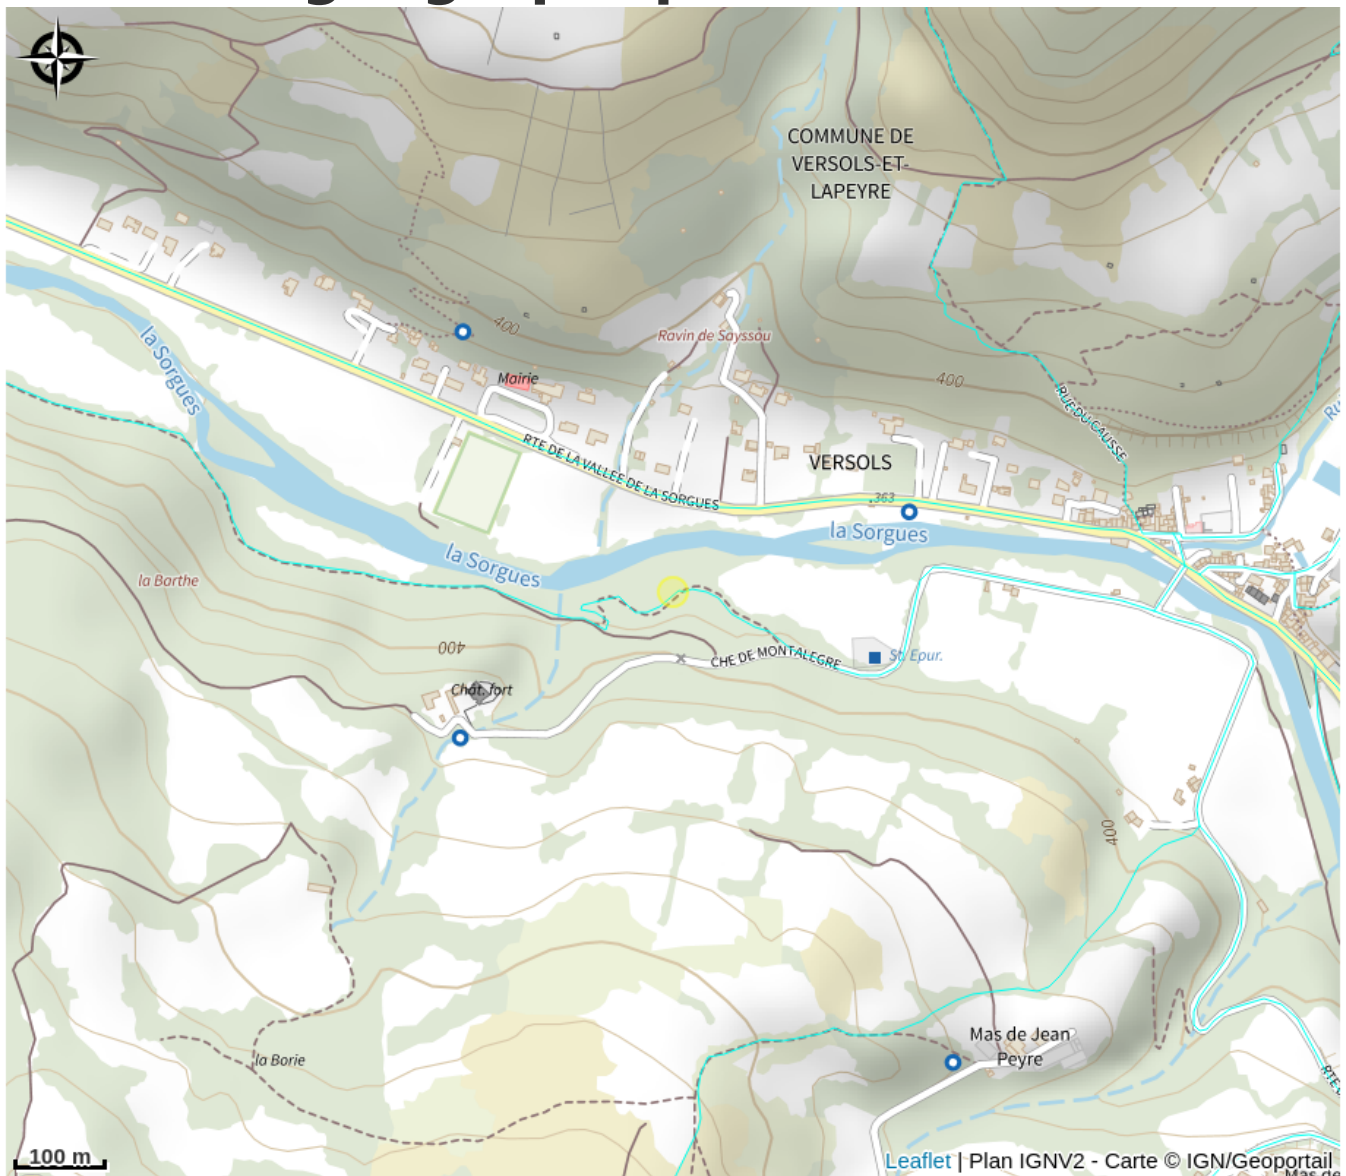 COMMUNE DE
VERSOLS-ET-
LAPEYRE
la Sorgues
400
Ravin de Sayssou
Mairie
400
RUE DU CAUSSE
RTE DE LA VALLÉE DE LA SORGUES
VERSOLS
363
la Sorgues
la Sorgues
la Barthe
400
CHE DE MONTALEGRE
St. Epur.
Chât. fort
400
Mas de Jean
Peyre
la Borie
100 m
Leaflet | Plan IGNV2 - Carte © IGN/Geoportail